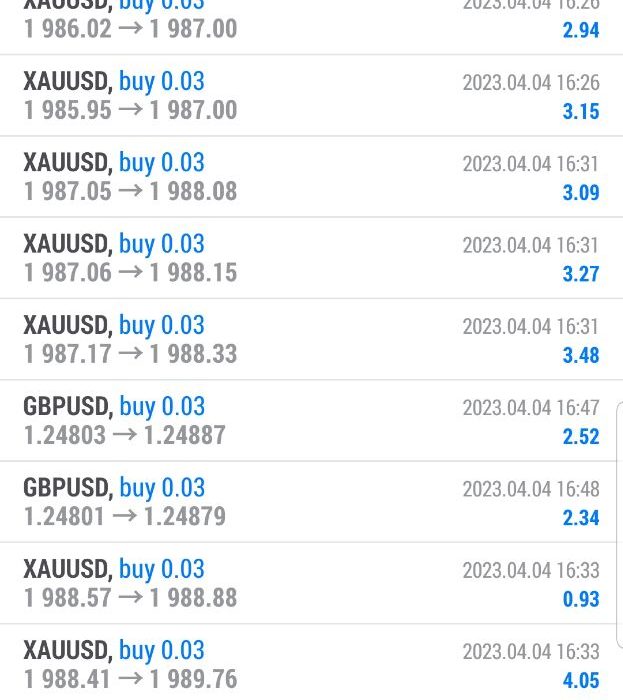 XAUUSD, buy 0.03 2023.04.04 16:26
1 986.02 → 1 987.00 2.94
XAUUSD, buy 0.03 2023.04.04 16:26
1 985.95 → 1 987.00 3.15
XAUUSD, buy 0.03 2023.04.04 16:31
1 987.05 → 1 988.08 3.09
XAUUSD, buy 0.03 2023.04.04 16:31
1 987.06 → 1 988.15 3.27
XAUUSD, buy 0.03 2023.04.04 16:31
1 987.17 → 1 988.33 3.48
GBPUSD, buy 0.03 2023.04.04 16:47
1.24803 → 1.24887 2.52
GBPUSD, buy 0.03 2023.04.04 16:48
1.24801 → 1.24879 2.34
XAUUSD, buy 0.03 2023.04.04 16:33
1 988.57 → 1 988.88 0.93
XAUUSD, buy 0.03 2023.04.04 16:33
1 988.41 → 1 989.76 4.05